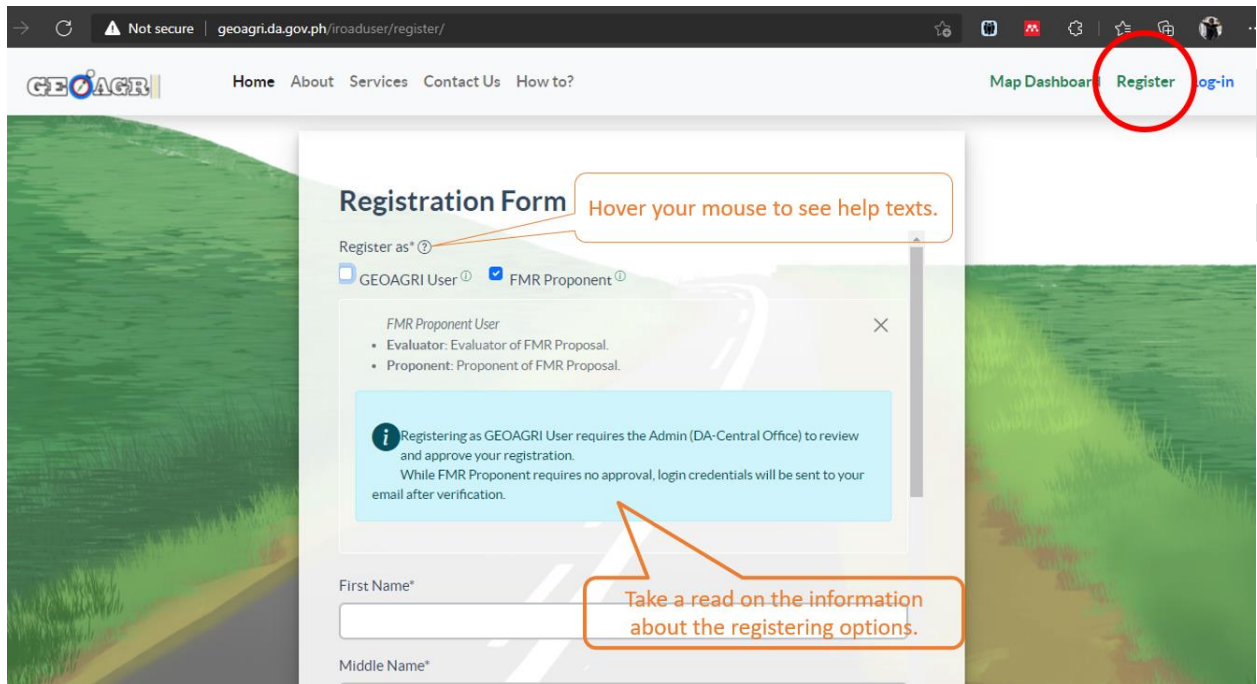 Not secure | geoagri.da.gov.ph/iroaduser/register/
GEOAGRI
Home About Services Contact Us How to? Map Dashboard Register Log-in
Registration Form
Hover your mouse to see help texts.
Register as*
GEOAGRI User FMR Proponent
FMR Proponent User
• Evaluator: Evaluator of FMR Proposal.
• Proponent: Proponent of FMR Proposal.
Registering as GEOAGRI User requires the Admin (DA-Central Office) to review
and approve your registration.
While FMR Proponent requires no approval, login credentials will be sent to your
email after verification.
First Name*
Take a read on the information
about the registering options.
Middle Name*